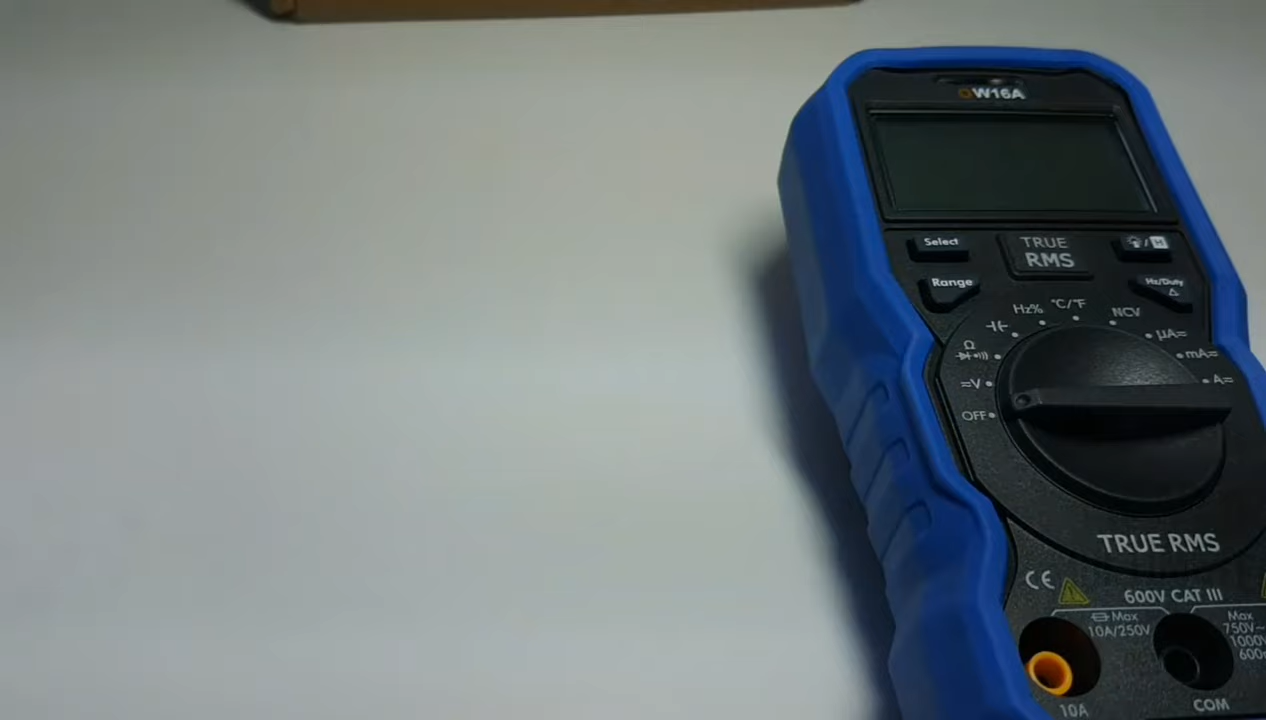 OW16A
Select
TRUE
RMS
/ H
Range
Hz/Duty
Δ
Hz%
°C/°F
NCV
Ω
µA
mA
V
A
OFF
TRUE RMS
CE
600V CAT III
Max
10A/250V
Max
750V~
1000V
600
10A
COM